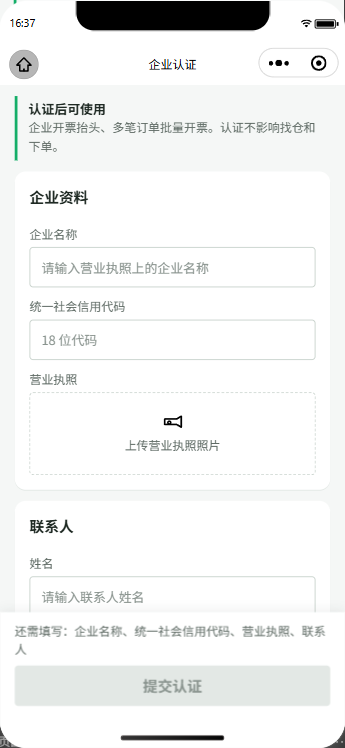 16:37
企业认证
认证后可使用
企业开票抬头、多笔订单批量开票。认证不影响找仓和
下单。
企业资料
企业名称
请输入营业执照上的企业名称
统一社会信用代码
18 位代码
营业执照
上传营业执照照片
联系人
姓名
请输入联系人姓名
还需填写：企业名称、统一社会信用代码、营业执照、联系
人
提交认证